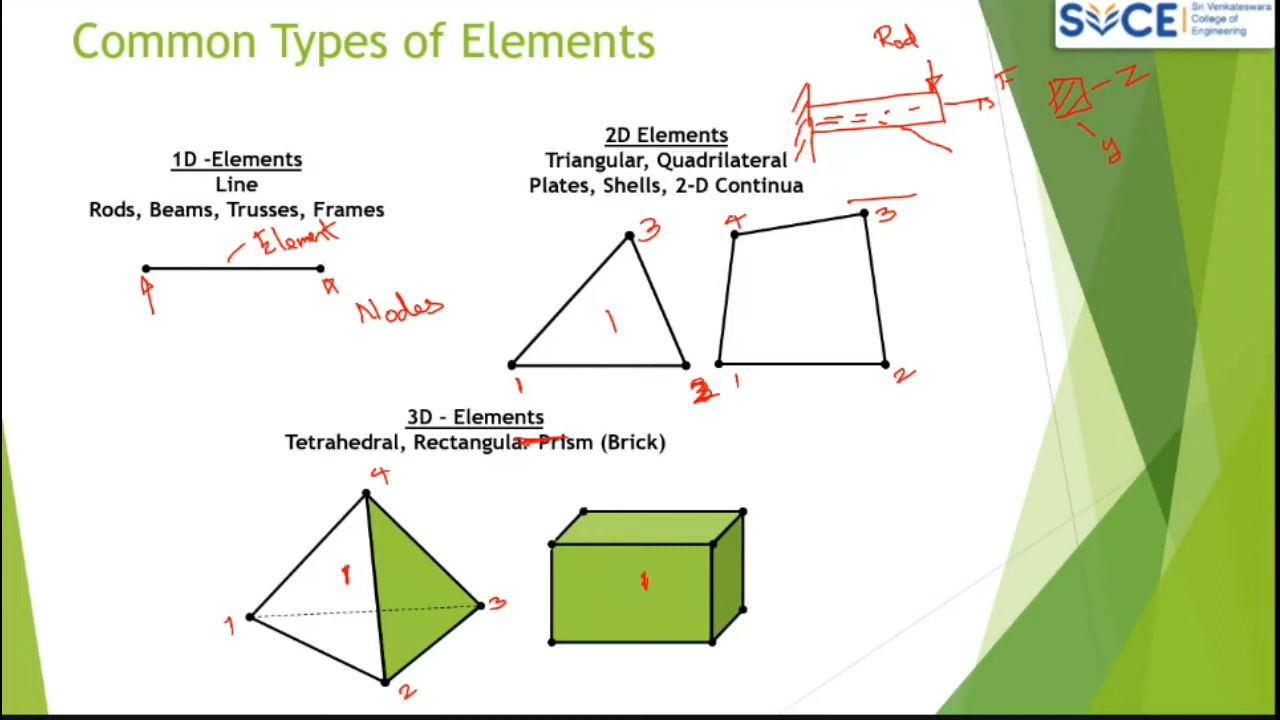 Common Types of Elements
SVCE
Sri Venkateswara
College of
Engineering
Rod
F
Z
y
1D -Elements
Line
Rods, Beams, Trusses, Frames
Element
Nodes
2D Elements
Triangular, Quadrilateral
Plates, Shells, 2-D Continua
3
1
1
2
4
3
1
2
3D - Elements
Tetrahedral, Rectangular Prism (Brick)
4
1
1
3
2
1